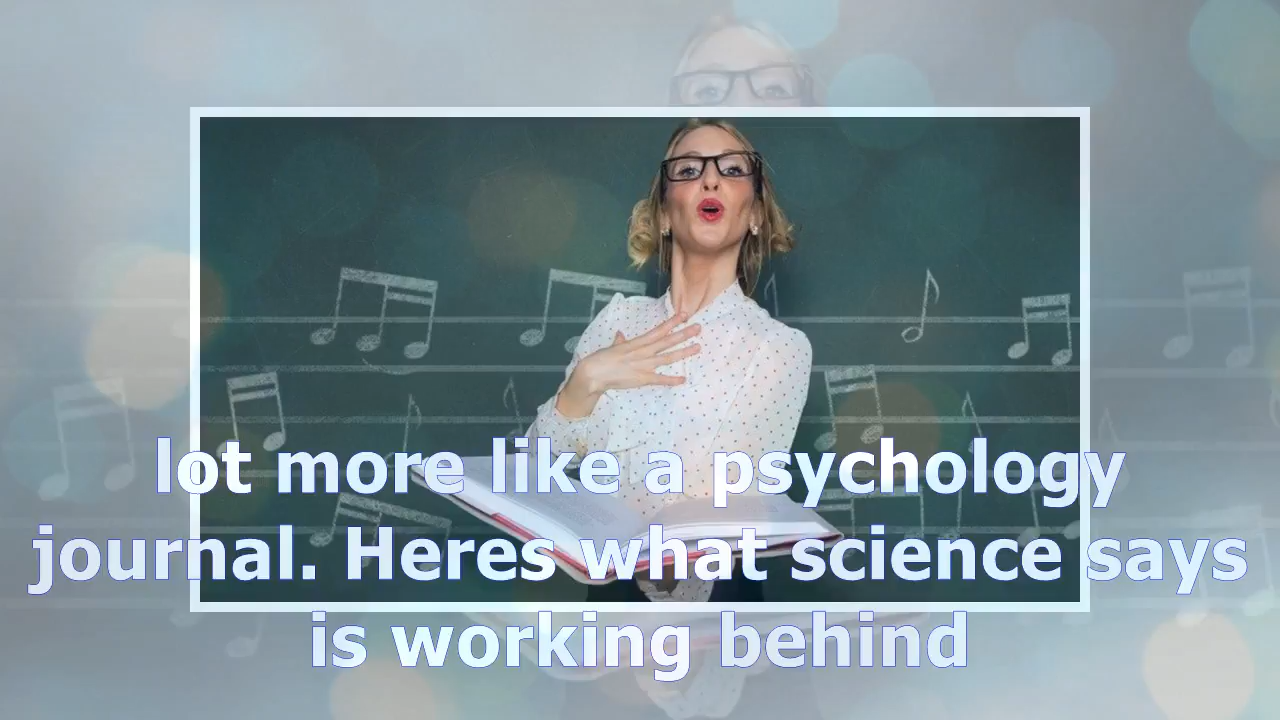 lot more like a psychology
journal. Heres what science says
is working behind